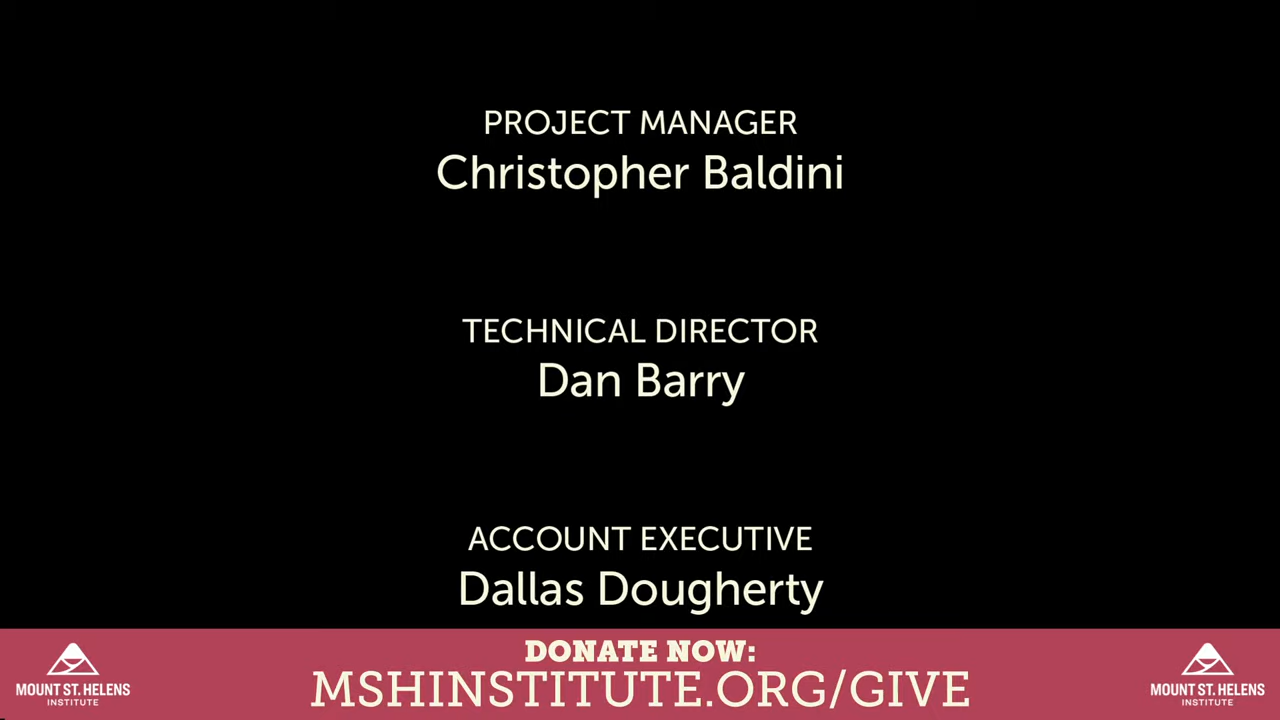 PROJECT MANAGER
Christopher Baldini
TECHNICAL DIRECTOR
Dan Barry
ACCOUNT EXECUTIVE
Dallas Dougherty
DONATE NOW:
MSHINSTITUTE.ORG/GIVE
MOUNT ST. HELENS
INSTITUTE
MOUNT ST. HELENS
INSTITUTE